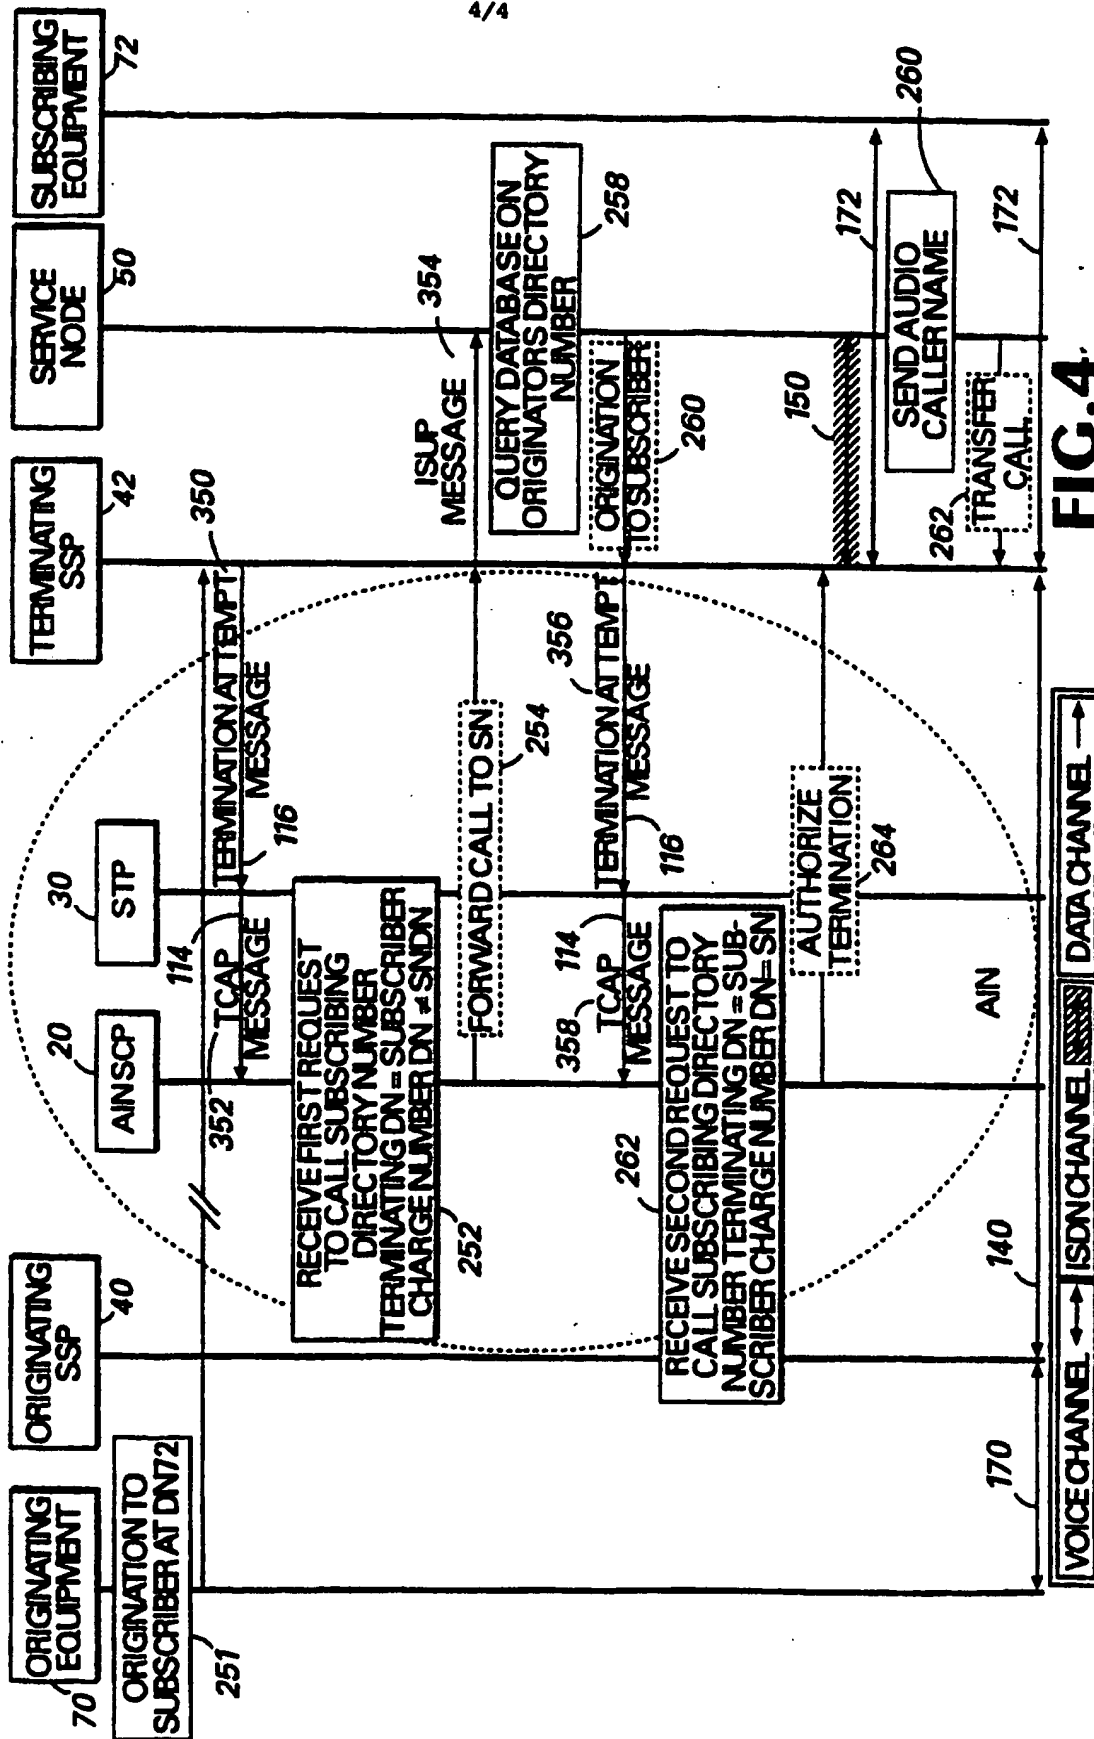 4/4
ORIGINATING
EQUIPMENT
70
ORIGINATING
SSP
40
AINSCP
20
STP
30
TERMINATING
SSP
42
SERVICE
NODE
50
SUBSCRIBING
EQUIPMENT
72
ORIGINATION TO
SUBSCRIBER AT DN72
251
352
TCAP
MESSAGE
114
TERMINATION ATTEMPT
MESSAGE
116
350
RECEIVE FIRST REQUEST
TO CALL SUBSCRIBING
DIRECTORY NUMBER
TERMINATING DN = SUBSCRIBER
CHARGE NUMBER DN ≠ SNDN
252
FORWARD CALL TO SN
254
ISUP
MESSAGE
354
QUERY DATABASE ON
ORIGINATORS DIRECTORY
NUMBER
258
ORIGINATION
TO SUBSCRIBER
260
TERMINATION ATTEMPT
MESSAGE
356
116
358
TCAP
MESSAGE
114
262
RECEIVE SECOND REQUEST TO
CALL SUBSCRIBING DIRECTORY
NUMBER TERMINATING DN = SUB-
SCRIBER CHARGE NUMBER DN = SN
AUTHORIZE
TERMINATION
264
150
172
SEND AUDIO
CALLER NAME
260
262
TRANSFER
CALL
AIN
170
140
172
VOICE CHANNEL
ISDN CHANNEL
DATA CHANNEL
FIG.4